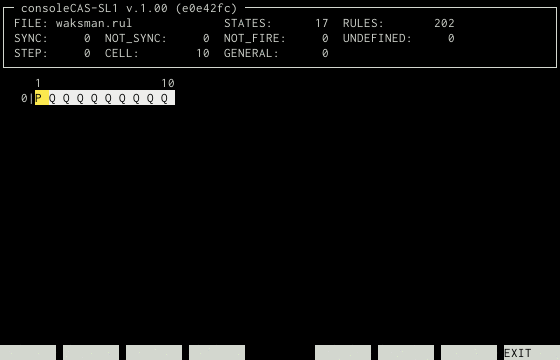 consoleCAS-SL1 v.1.00 (e0e42fc)
FILE: waksman.rul STATES: 17 RULES: 202
SYNC: 0 NOT_SYNC: 0 NOT_FIRE: 0 UNDEFINED: 0
STEP: 0 CELL: 10 GENERAL: 0
1 10
0|P Q Q Q Q Q Q Q Q Q
EXIT